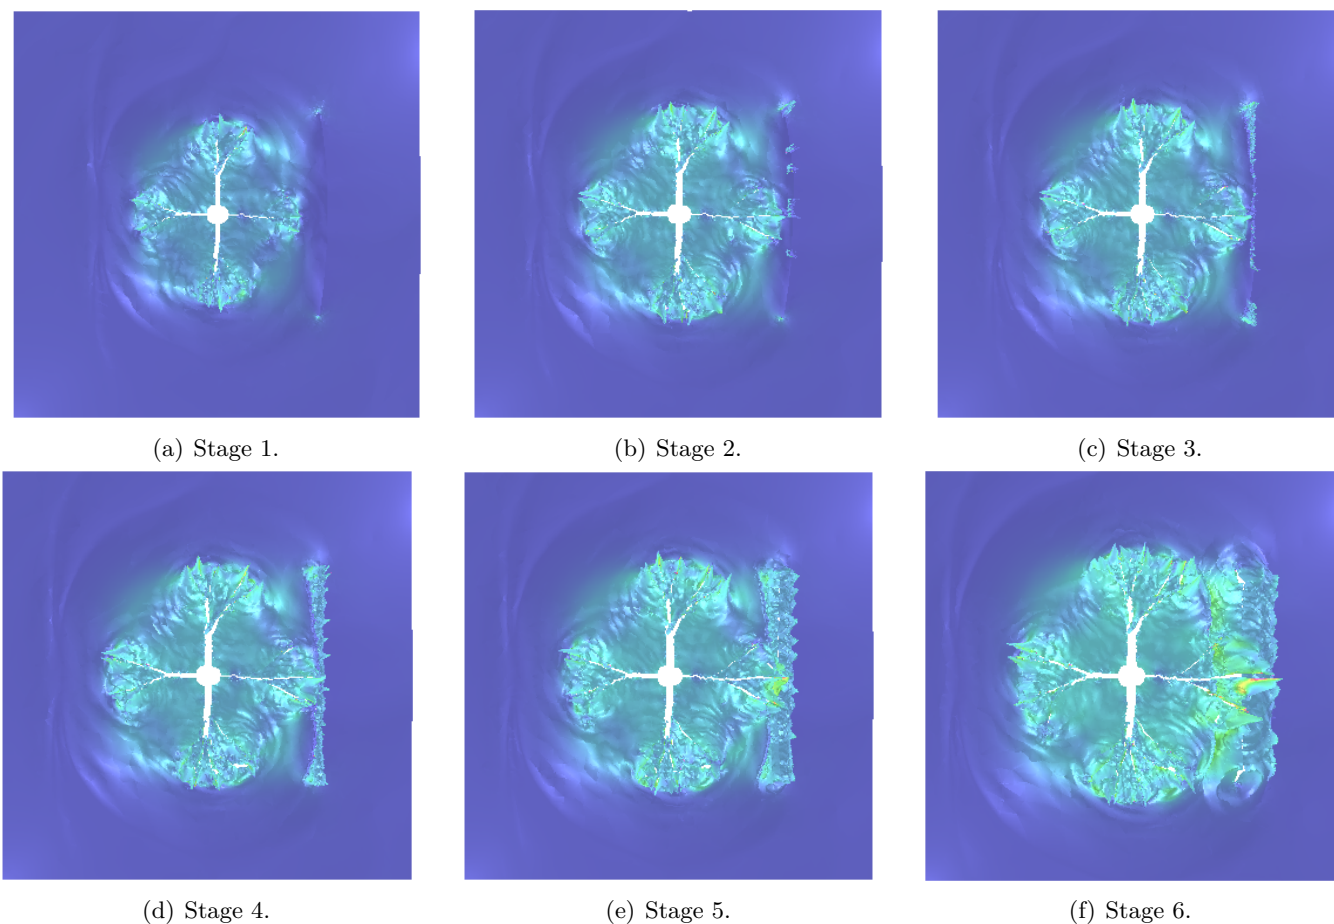 (a) Stage 1.
(b) Stage 2.
(c) Stage 3.
(d) Stage 4.
(e) Stage 5.
(f) Stage 6.